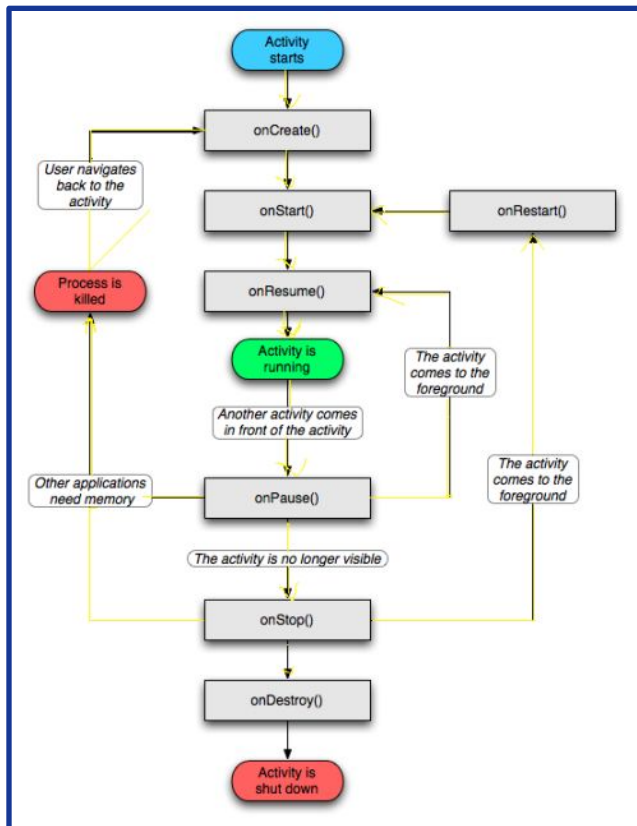 Activity
starts
onCreate()
User navigates
back to the
activity
onStart()
onRestart()
onResume()
Process is
killed
Activity is
running
The activity
comes to the
foreground
Another activity comes
in front of the activity
The activity
comes to the
foreground
Other applications
need memory
onPause()
The activity is no longer visible
onStop()
onDestroy()
Activity is
shut down